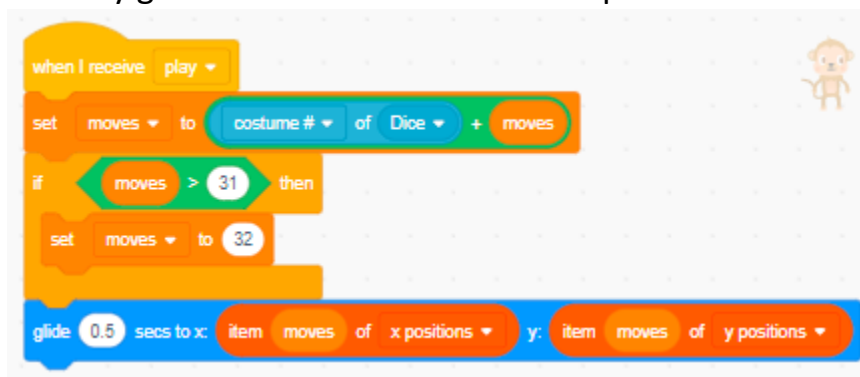 when I receive play
set moves to costume # of Dice + moves
if moves > 31 then
set moves to 32
glide 0.5 secs to x: item moves of x positions y: item moves of y positions